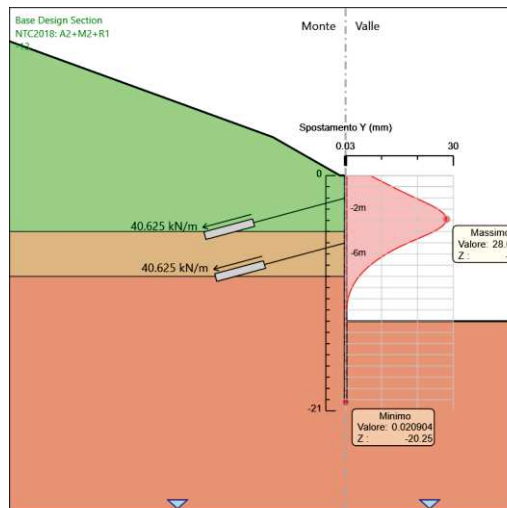 Base Design Section
NTC2018: A2+M2+R1
Monte
Valle
Spostamento Y (mm)
0.03
30
0
-2m
40.625 kN/m
Massimo
Valore: 28.
Z :
-6m
40.625 kN/m
-21
Minimo
Valore: 0.020904
Z : -20.25